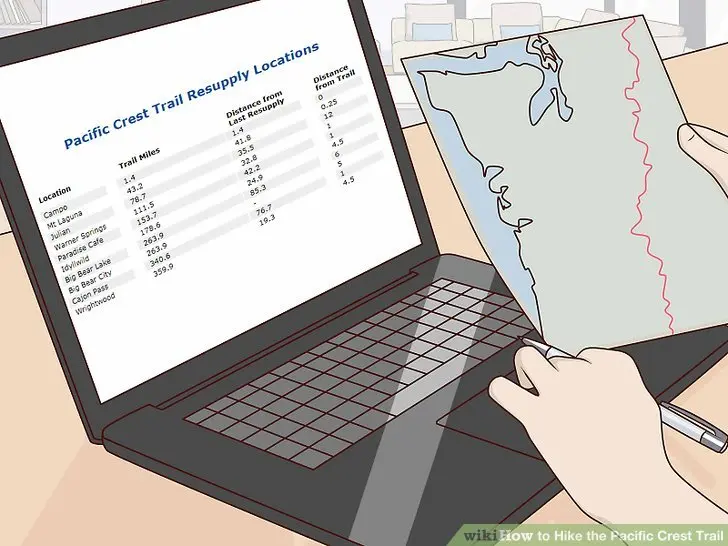 Pacific Crest Trail Resupply Locations
Location Trail Miles Distance from Last Resupply Distance from Trail
Campo 1.4 1.4 0
Mt Laguna 43.2 41.8 0.25
Julian 78.7 35.5 12
Warner Springs 111.5 32.8 1
Paradise Cafe 153.7 42.2 1
Idyllwild 178.6 24.9 4.5
Big Bear Lake 263.9 85.3 6
Big Bear City 263.9 - 5
Cajon Pass 340.6 76.7 1
Wrightwood 359.9 19.3 4.5
wikiHow to Hike the Pacific Crest Trail